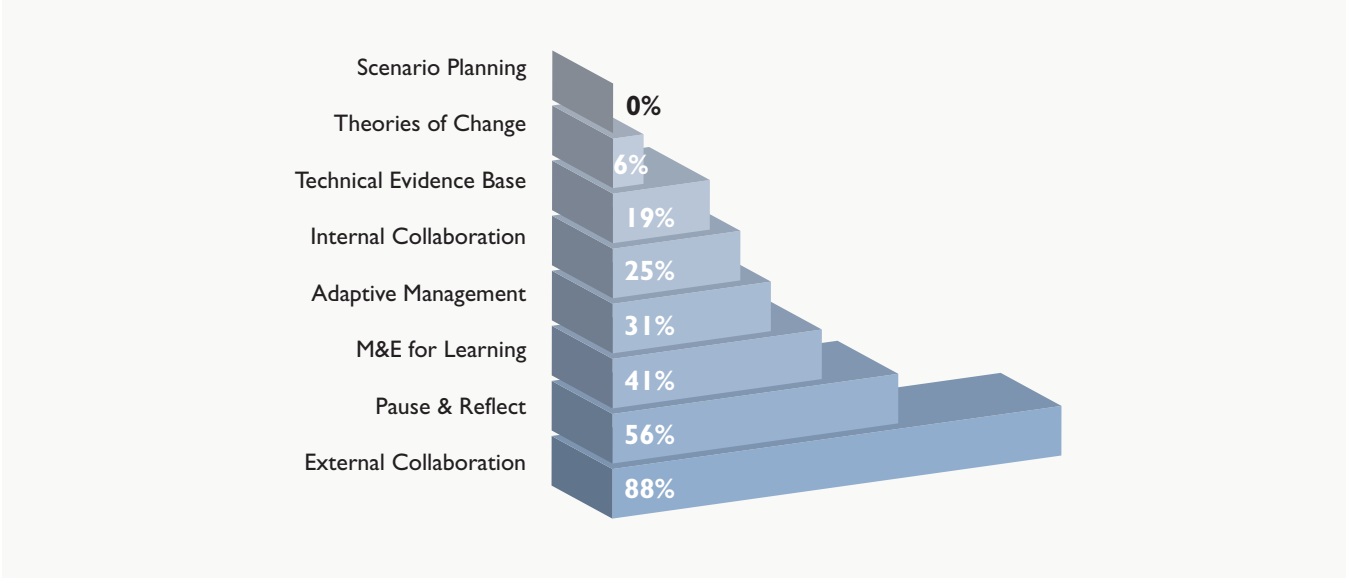 Scenario Planning
0%
Theories of Change
6%
Technical Evidence Base
19%
Internal Collaboration
25%
Adaptive Management
31%
M&E for Learning
41%
Pause & Reflect
56%
External Collaboration
88%